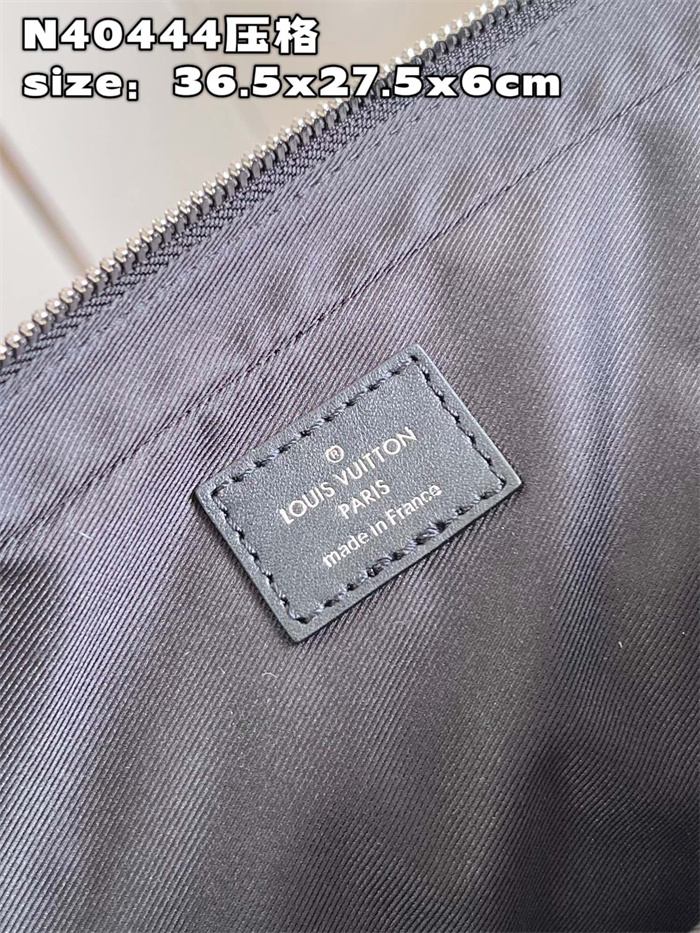 N40444压格
size：36.5x27.5x6cm
®
LOUIS VUITTON
PARIS
made in France